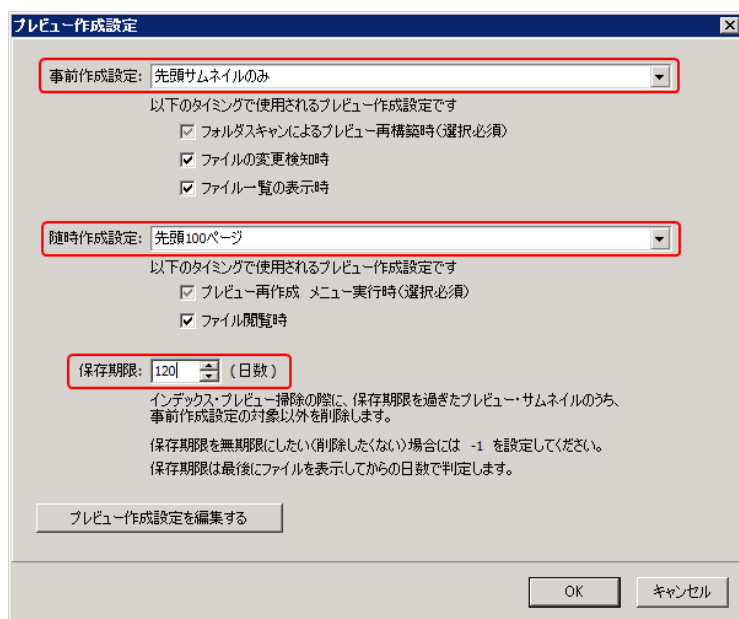 プレビュー作成設定
事前作成設定: 先頭サムネイルのみ
以下のタイミングで使用されるプレビュー作成設定です
フォルダスキャンによるプレビュー再構築時(選択必須)
ファイルの変更検知時
ファイル一覧の表示時
随時作成設定: 先頭100ページ
以下のタイミングで使用されるプレビュー作成設定です
プレビュー再作成 メニュー実行時(選択必須)
ファイル閲覧時
保存期限: 120 (日数)
インデックス・プレビュー掃除の際に、保存期限を過ぎたプレビュー・サムネイルのうち、
事前作成設定の対象以外を削除します。
保存期限を無期限にしたい(削除したくない)場合には -1 を設定してください。
保存期限は最後にファイルを表示してからの日数で判定します。
プレビュー作成設定を編集する
OK キャンセル